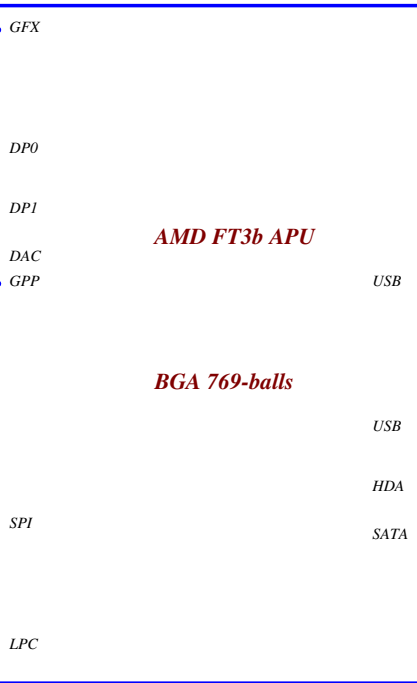 GFX
DP0
DP1
AMD FT3b APU
DAC
GPP
USB
BGA 769-balls
USB
HDA
SPI
SATA
LPC